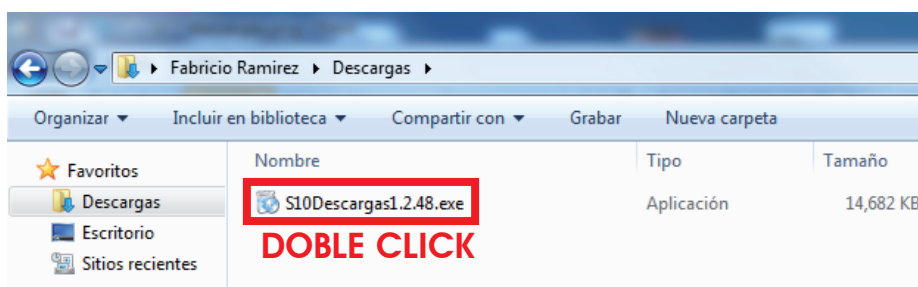 Fabricio Ramirez Descargas
Organizar Incluir en biblioteca Compartir con Grabar Nueva carpeta
Favoritos Nombre Tipo Tamaño
Descargas S10Descargas1.2.48.exe Aplicación 14,682 KB
Escritorio DOBLE CLICK
Sitios recientes